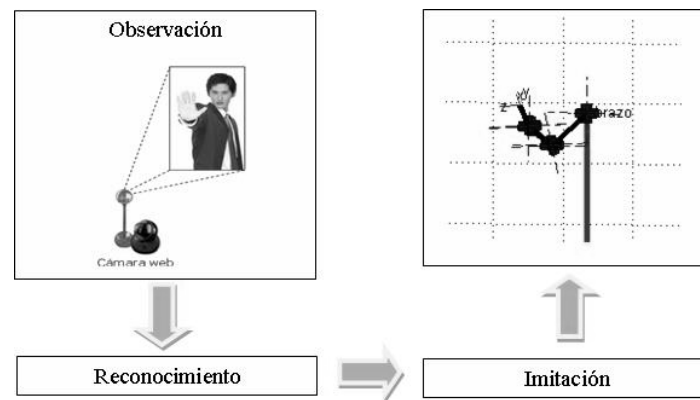 Observación
Cámara web
Reconocimiento
Imitación
z